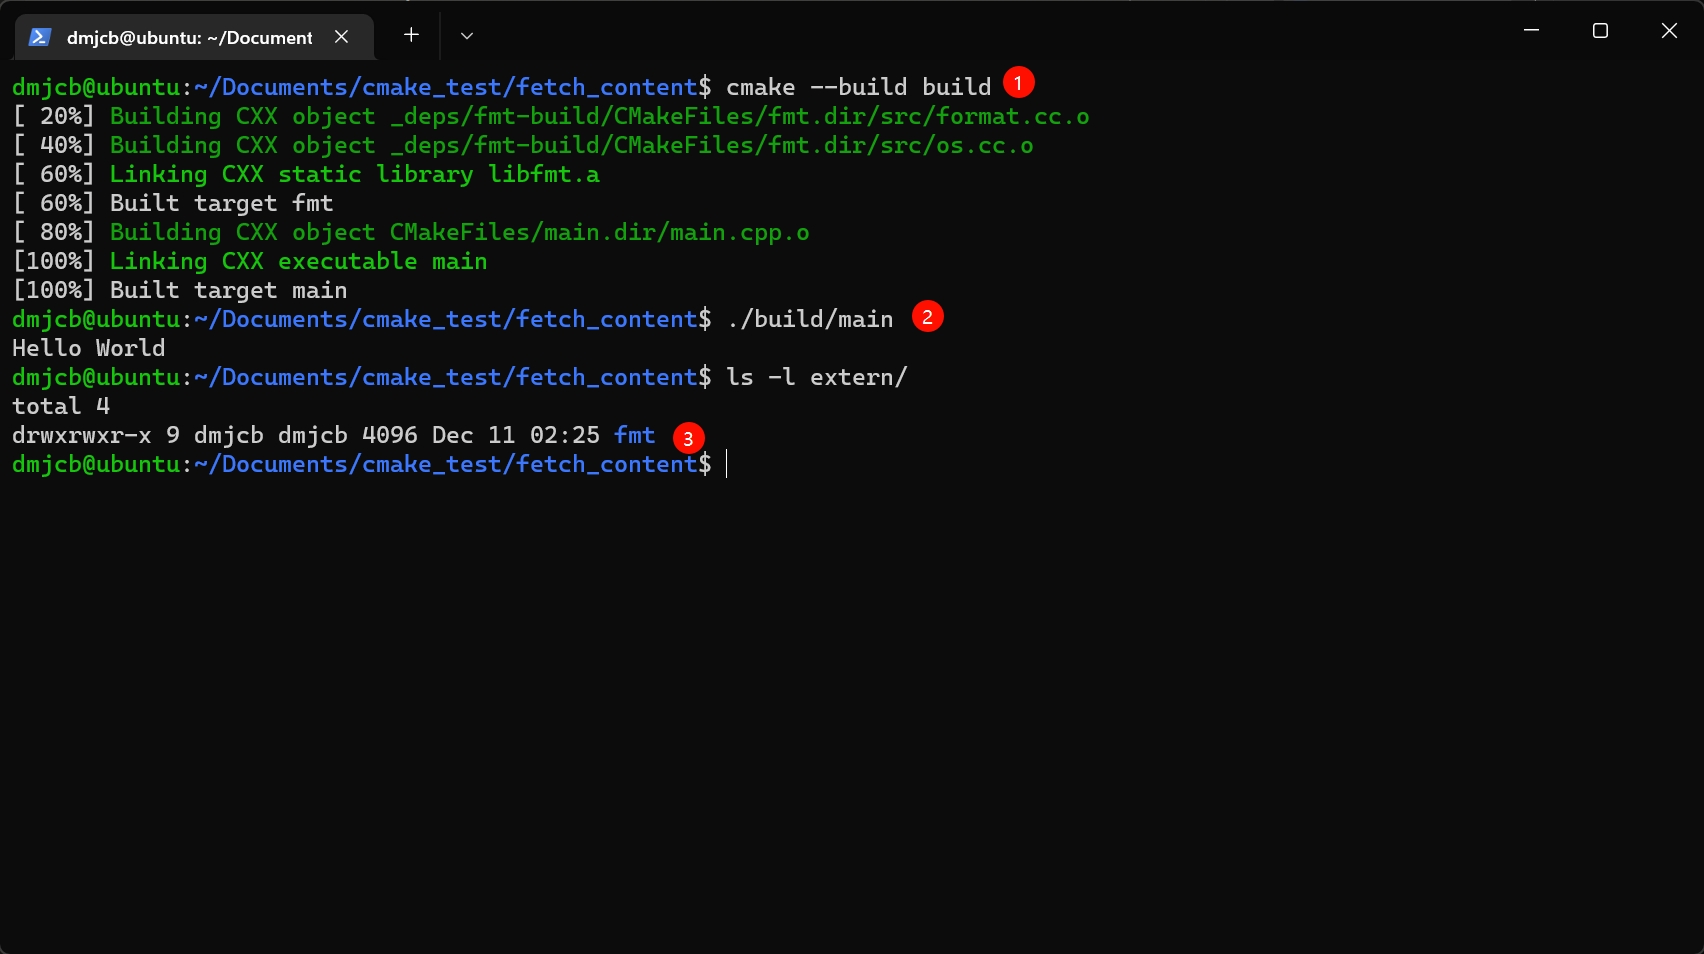 dmjcb@ubuntu: ~/Document
dmjcb@ubuntu:~/Documents/cmake_test/fetch_content$ cmake --build build 1
[ 20%] Building CXX object _deps/fmt-build/CMakeFiles/fmt.dir/src/format.cc.o
[ 40%] Building CXX object _deps/fmt-build/CMakeFiles/fmt.dir/src/os.cc.o
[ 60%] Linking CXX static library libfmt.a
[ 60%] Built target fmt
[ 80%] Building CXX object CMakeFiles/main.dir/main.cpp.o
[100%] Linking CXX executable main
[100%] Built target main
dmjcb@ubuntu:~/Documents/cmake_test/fetch_content$ ./build/main 2
Hello World
dmjcb@ubuntu:~/Documents/cmake_test/fetch_content$ ls -l extern/
total 4
drwxrwxr-x 9 dmjcb dmjcb 4096 Dec 11 02:25 fmt 3
dmjcb@ubuntu:~/Documents/cmake_test/fetch_content$